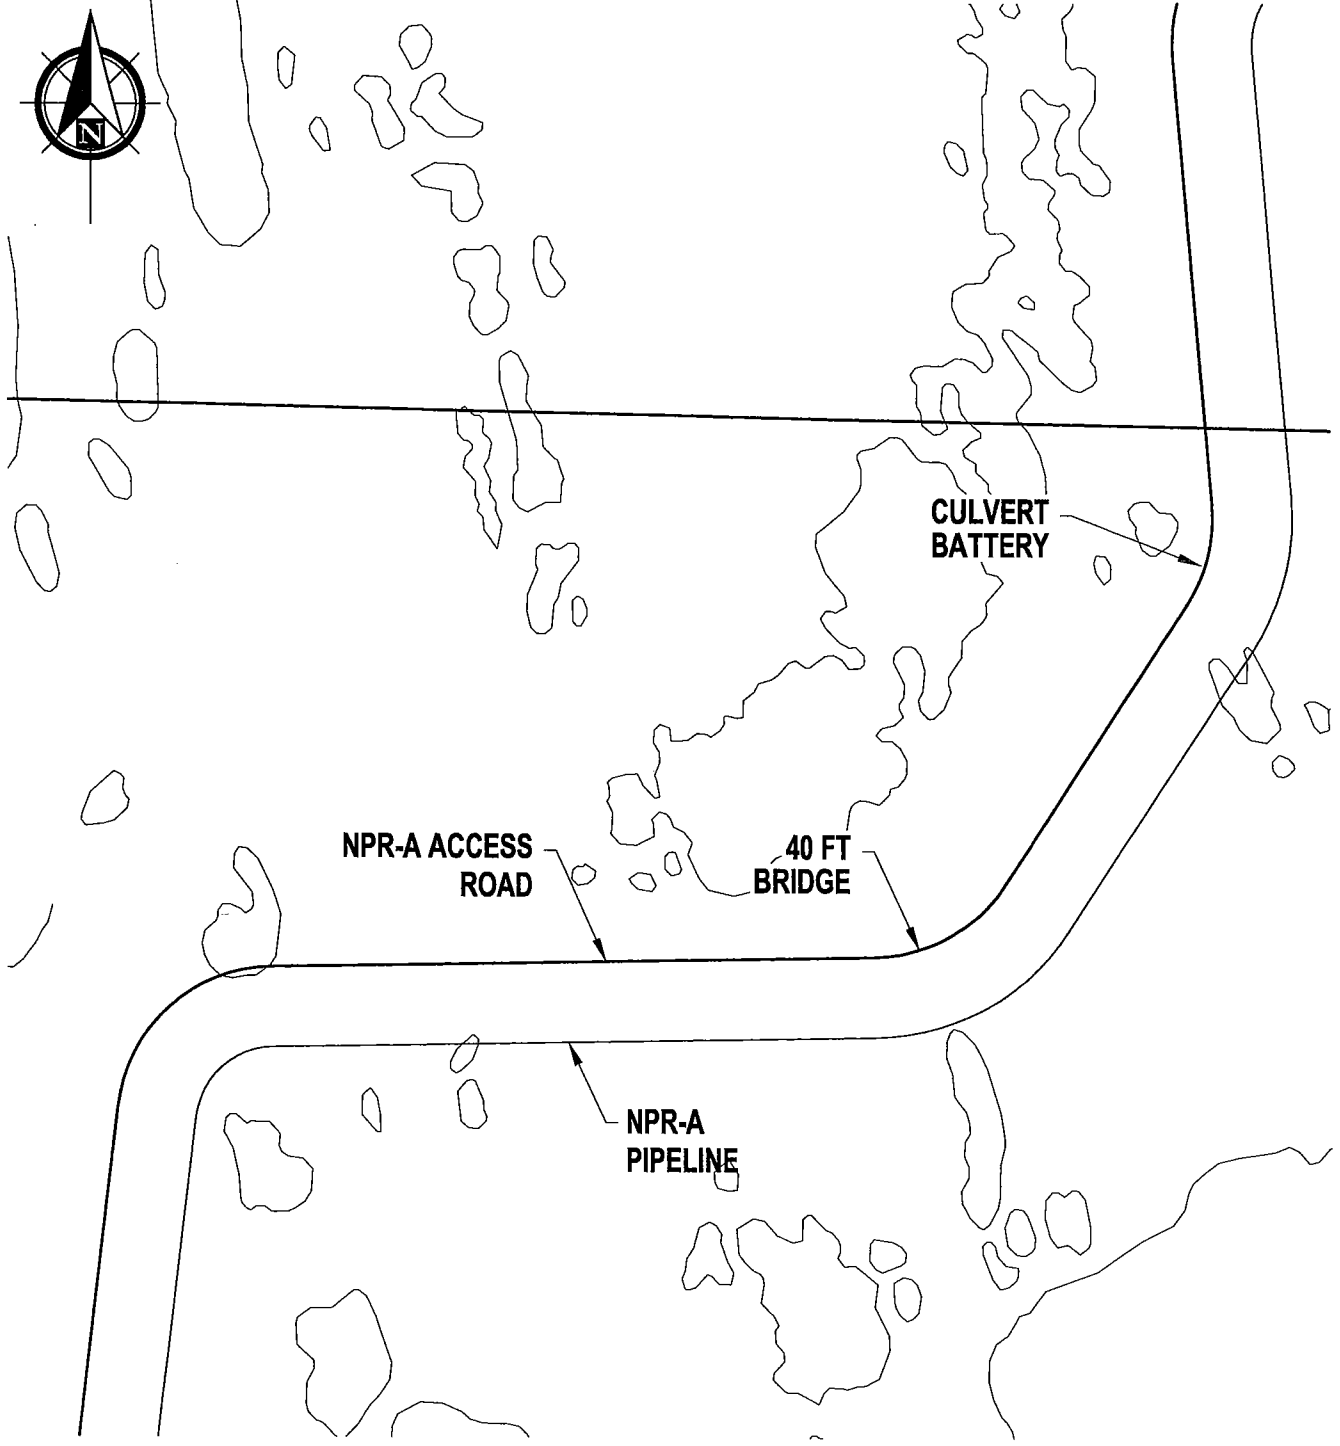 N
CULVERT
BATTERY
NPR-A ACCESS
ROAD
40 FT
BRIDGE
NPR-A
PIPELINE